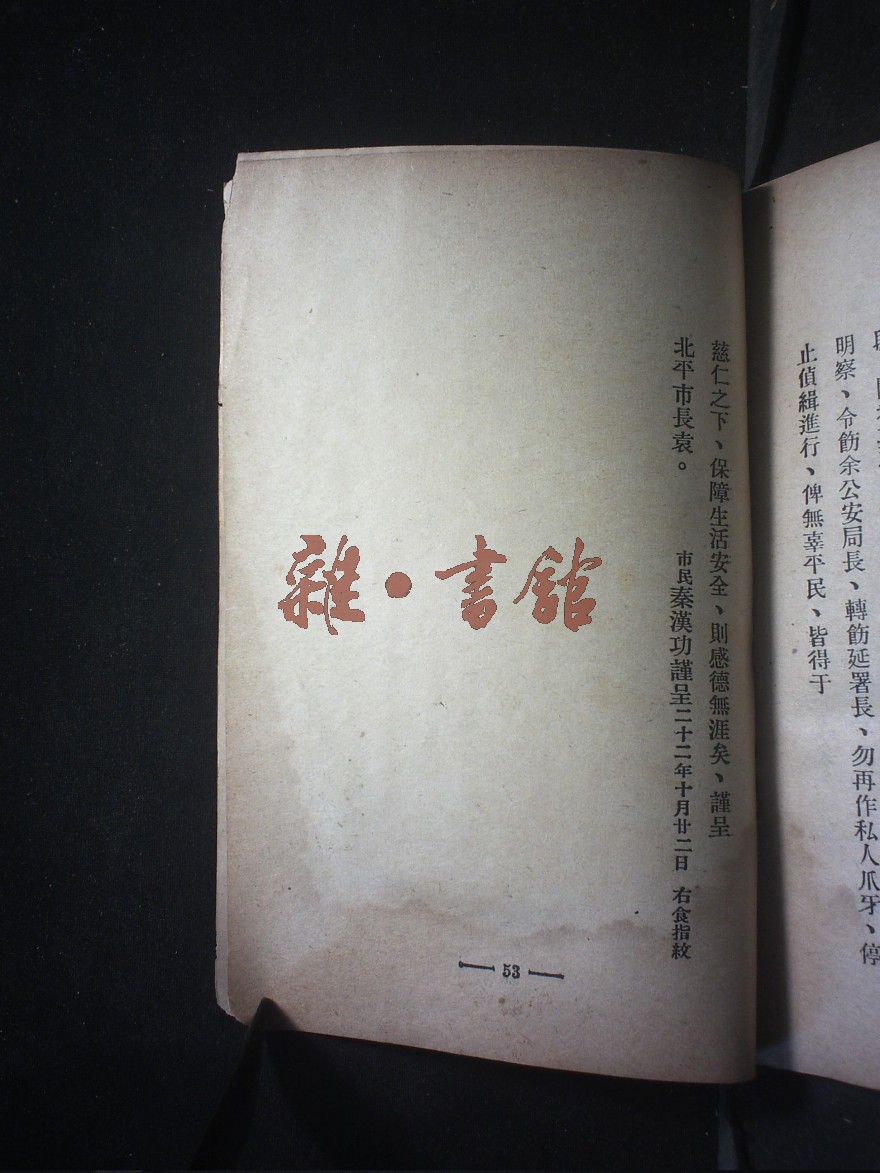 明察、令飭余公安局長、轉飭延署長、勿再作私人爪牙、停
止偵緝進行、俾無辜平民、皆得于
慈仁之下、保障生活安全、則感德無涯矣、謹呈
北平市長袁。
市民秦漢功謹呈二十二年十月廿二日 右食指紋
53
雜•書館